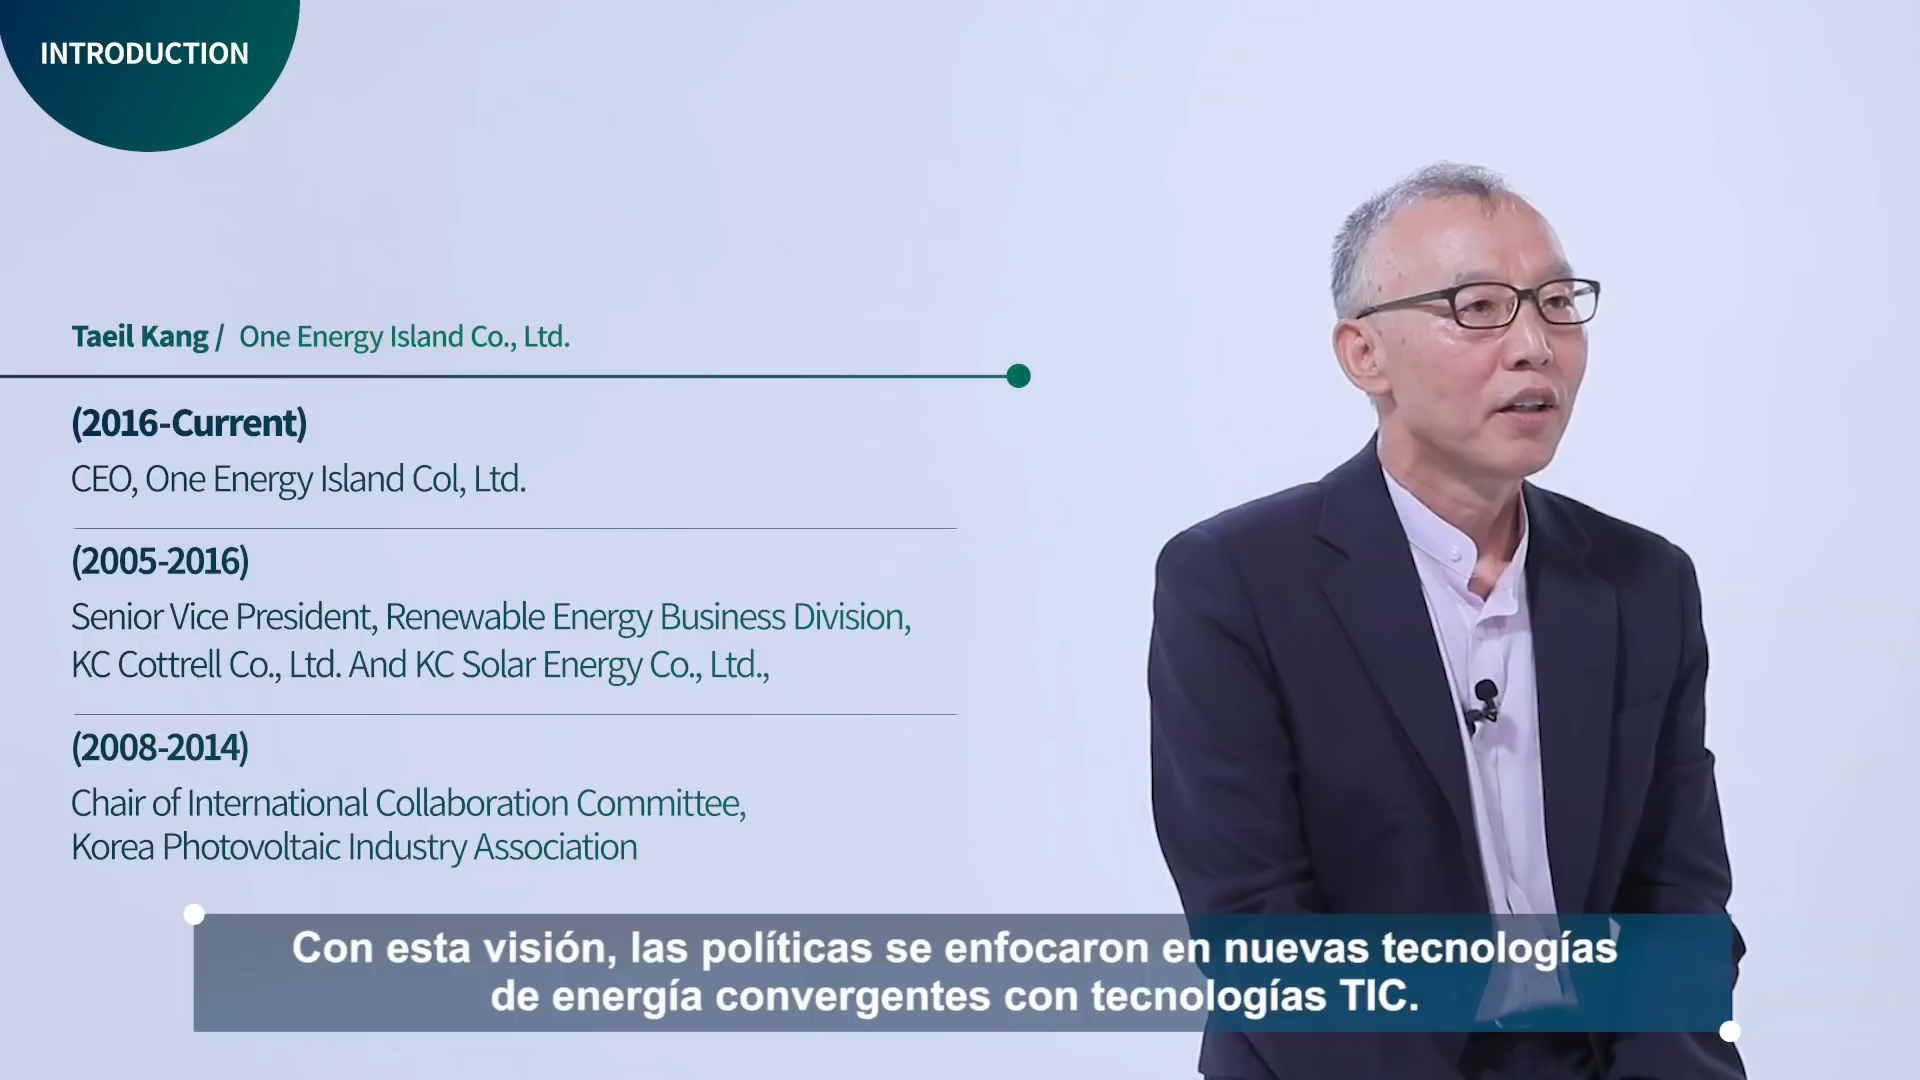 INTRODUCTION
Taeil Kang / One Energy Island Co., Ltd.
(2016-Current)
CEO, One Energy Island Col, Ltd.
(2005-2016)
Senior Vice President, Renewable Energy Business Division,
KC Cottrell Co., Ltd. And KC Solar Energy Co., Ltd.,
(2008-2014)
Chair of International Collaboration Committee,
Korea Photovoltaic Industry Association
Con esta visión, las políticas se enfocaron en nuevas tecnologías
de energía convergentes con tecnologías TIC.